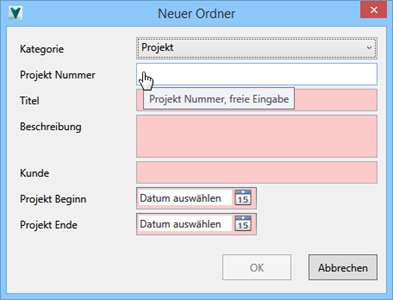 Neuer Ordner
Kategorie Projekt
Projekt Nummer
Projekt Nummer, freie Eingabe
Titel
Beschreibung
Kunde
Projekt Beginn Datum auswählen 15
Projekt Ende Datum auswählen 15
OK Abbrechen